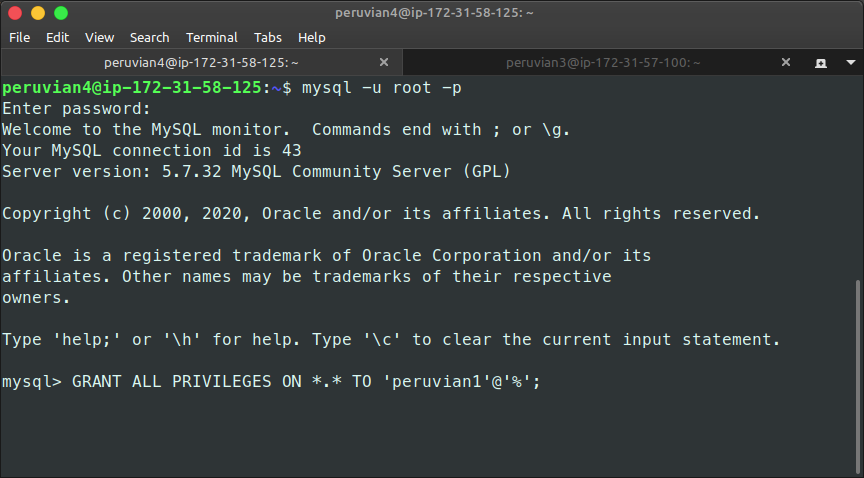 peruvian4@ip-172-31-58-125: ~
File Edit View Search Terminal Tabs Help
peruvian4@ip-172-31-58-125: ~ × peruvian3@ip-172-31-57-100: ~ ×
peruvian4@ip-172-31-58-125:~$ mysql -u root -p
Enter password:
Welcome to the MySQL monitor.  Commands end with ; or \g.
Your MySQL connection id is 43
Server version: 5.7.32 MySQL Community Server (GPL)
Copyright (c) 2000, 2020, Oracle and/or its affiliates. All rights reserved.
Oracle is a registered trademark of Oracle Corporation and/or its
affiliates. Other names may be trademarks of their respective
owners.
Type 'help;' or '\h' for help. Type '\c' to clear the current input statement.
mysql> GRANT ALL PRIVILEGES ON *.* TO 'peruvian1'@'%';